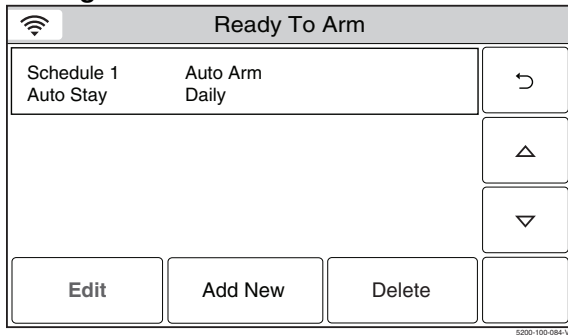 Ready To Arm
Schedule 1 Auto Arm
Auto Stay Daily
Edit Add New Delete
5200-100-084-V